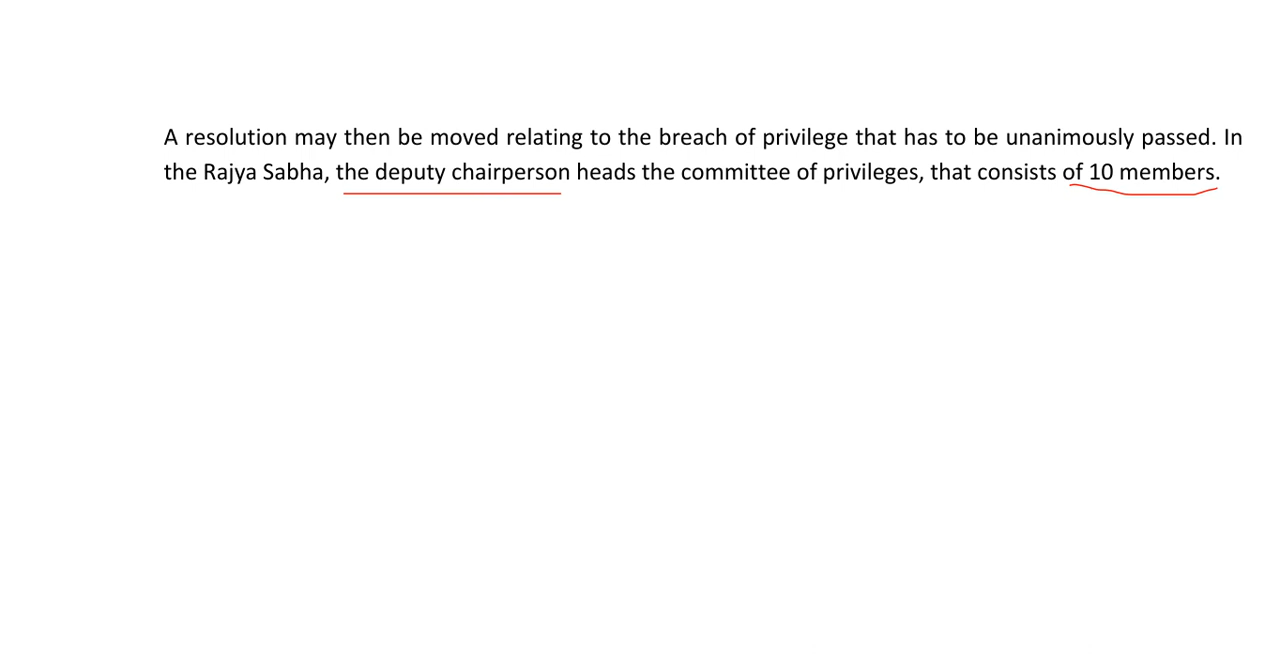 A resolution may then be moved relating to the breach of privilege that has to be unanimously passed. In
the Rajya Sabha, the deputy chairperson heads the committee of privileges, that consists of 10 members.